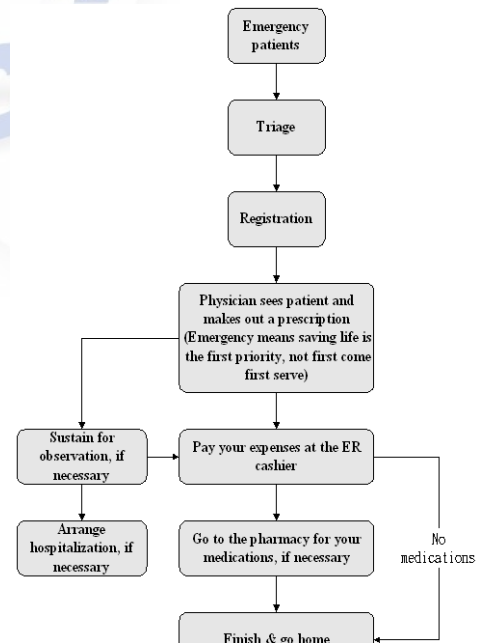 Emergency
patients
Triage
Registration
Physician sees patient and
makes out a prescription
(Emergency means saving life is
the first priority, not first come
first serve)
Sustain for
observation, if
necessary
Pay your expenses at the ER
cashier
Arrange
hospitalization, if
necessary
Go to the pharmacy for your
medications, if necessary
No
medications
Finish & go home